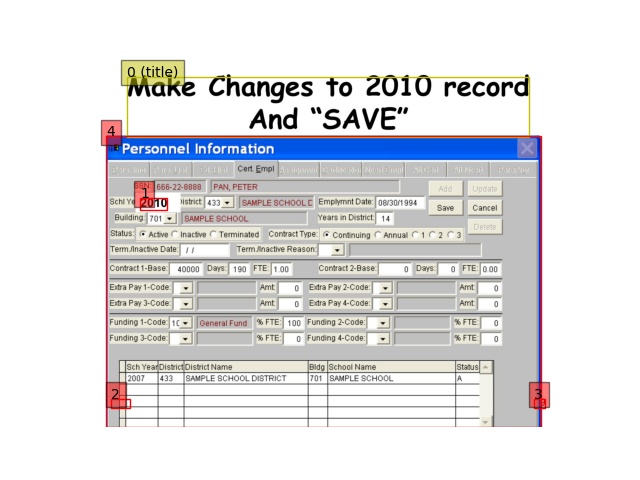 0 (title)
Make Changes to 2010 record
And “SAVE”
4
Personnel Information
Cert. Empl
1
666-22-8888 PAN, PETER Add Update
Schl Ye 2010 istrict: 433 SAMPLE SCHOOL D Emplymnt Date: 08/30/1994 Save Cancel
Building: 701 SAMPLE SCHOOL Years in District: 14 Delete
Status: Active Inactive Terminated Contract Type: Continuing Annual 1 2 3
Term./Inactive Date: / / Term./Inactive Reason:
Contract 1-Base: 40000 Days: 190 FTE: 1.00 Contract 2-Base: 0 Days: 0 FTE: 0.00
Extra Pay 1-Code: Amt: 0 Extra Pay 2-Code: Amt: 0
Extra Pay 3-Code: Amt: 0 Extra Pay 4-Code: Amt: 0
Funding 1-Code: General Fund % FTE: 100 Funding 2-Code: % FTE: 0
Funding 3-Code: % FTE: 0 Funding 4-Code: % FTE: 0
Sch Year District District Name Bldg School Name Status
2007 433 SAMPLE SCHOOL DISTRICT 701 SAMPLE SCHOOL A
2 3